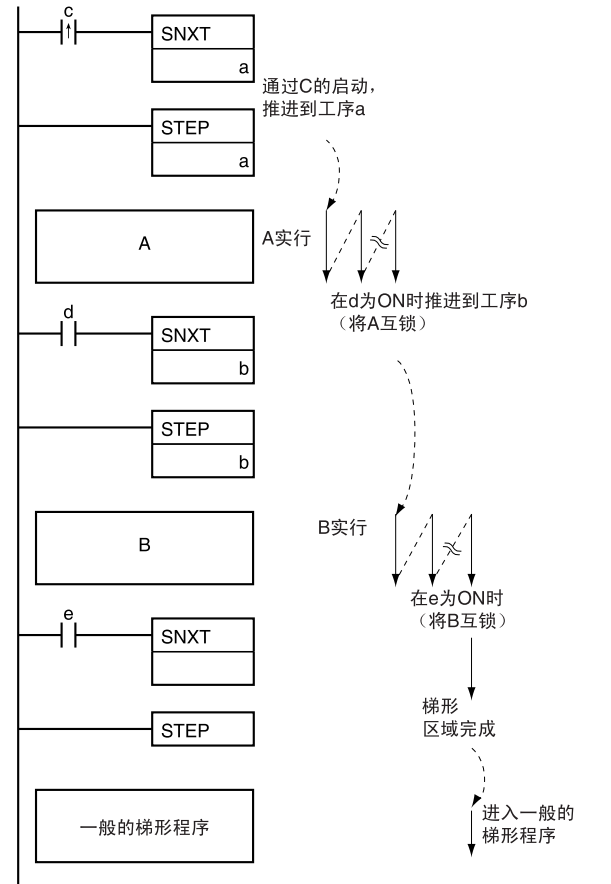 c
SNXT
a
通过C的启动，
推进到工序a
STEP
a
A
A实行
在d为ON时推进到工序b
（将A互锁）
d
SNXT
b
STEP
b
B
B实行
在e为ON时
（将B互锁）
e
SNXT
梯形
区域完成
STEP
一般的梯形程序
进入一般的
梯形程序